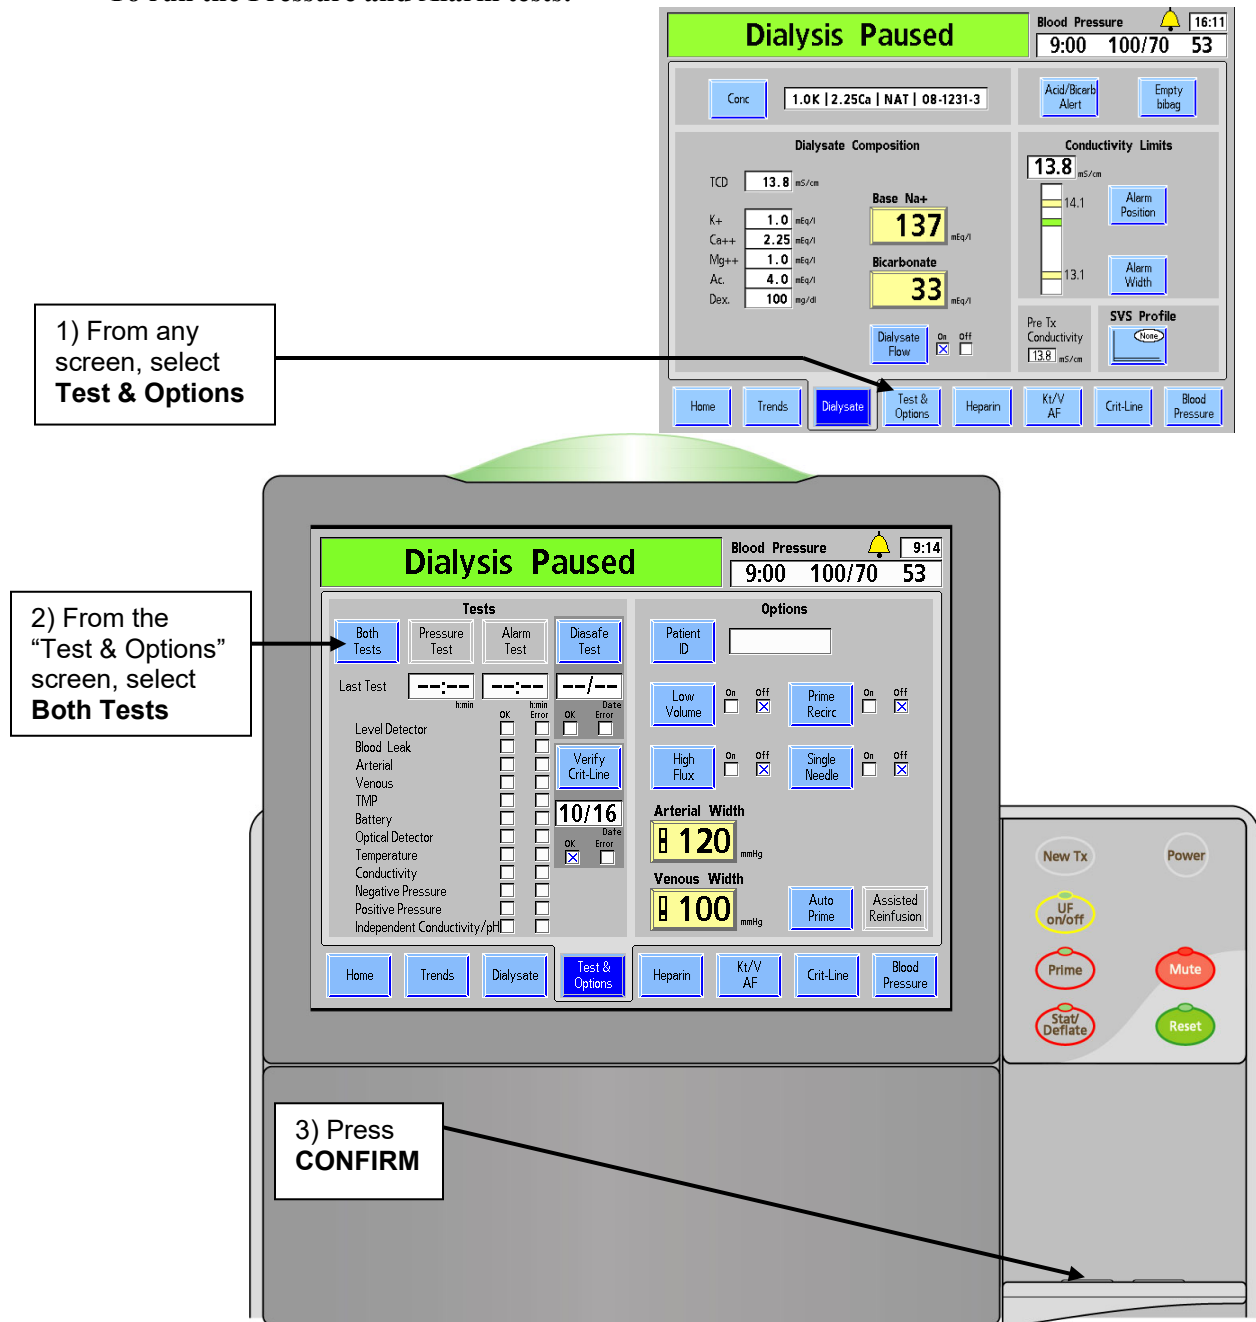 To run the Pressure and Alarm tests:
Dialysis Paused
Blood Pressure 16:11
9:00 100/70 53
Conc 1.0K | 2.25Ca | NAT | 08-1231-3
Acid/Bicarb Alert
Empty bibag
Dialysate Composition
TCD 13.8 mS/cm
K+ 1.0 mEq/l
Ca++ 2.25 mEq/l
Mg++ 1.0 mEq/l
Ac. 4.0 mEq/l
Dex. 100 mg/dl
Base Na+
137 mEq/l
Bicarbonate
33 mEq/l
Dialysate Flow On Off
Conductivity Limits
13.8 mS/cm
14.1
13.1
Alarm Position
Alarm Width
Pre Tx
Conductivity
13.8 mS/cm
SVS Profile
None
Home Trends Dialysate Test & Options Heparin Kt/V AF Crit-Line Blood Pressure
1) From any
screen, select
Test & Options
Dialysis Paused
Blood Pressure 9:14
9:00 100/70 53
2) From the
“Test & Options”
screen, select
Both Tests
Tests
Both Tests
Pressure Test
Alarm Test
Diasafe Test
Last Test --:-- --:-- --/--
h:min h:min Date
OK Error OK Error
Level Detector
Blood Leak
Arterial
Venous
TMP
Battery
Optical Detector
Temperature
Conductivity
Negative Pressure
Positive Pressure
Independent Conductivity/pH
Verify Crit-Line
10/16
Date
OK Error
Options
Patient ID
Low Volume On Off
Prime Recirc On Off
High Flux On Off
Single Needle On Off
Arterial Width
120 mmHg
Venous Width
100 mmHg
Auto Prime
Assisted Reinfusion
Home Trends Dialysate Test & Options Heparin Kt/V AF Crit-Line Blood Pressure
New Tx
Power
UF on/off
Prime
Mute
Stat/ Deflate
Reset
3) Press
CONFIRM